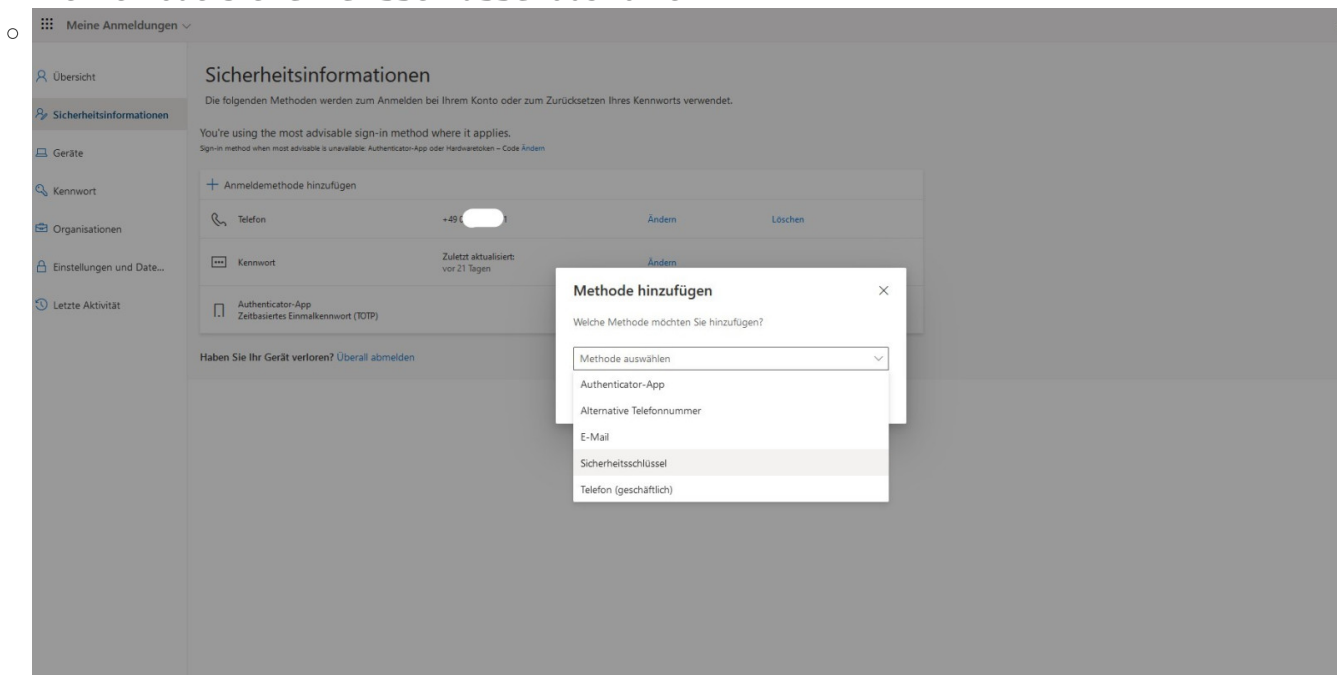 Meine Anmeldungen
Übersicht
Sicherheitsinformationen
Geräte
Kennwort
Organisationen
Einstellungen und Date...
Letzte Aktivität
Sicherheitsinformationen
Die folgenden Methoden werden zum Anmelden bei Ihrem Konto oder zum Zurücksetzen Ihres Kennworts verwendet.
You're using the most advisable sign-in method where it applies.
Sign-in method when most advisable is unavailable: Authenticator-App oder Hardwaretoken – Code Ändern
Anmeldemethode hinzufügen
Telefon +49 Ändern Löschen
Kennwort Zuletzt aktualisiert: Ändern
vor 21 Tagen
Authenticator-App
Zeitbasiertes Einmalkennwort (TOTP)
Haben Sie Ihr Gerät verloren? Überall abmelden
Methode hinzufügen
Welche Methode möchten Sie hinzufügen?
Methode auswählen
Authenticator-App
Alternative Telefonnummer
E-Mail
Sicherheitsschlüssel
Telefon (geschäftlich)